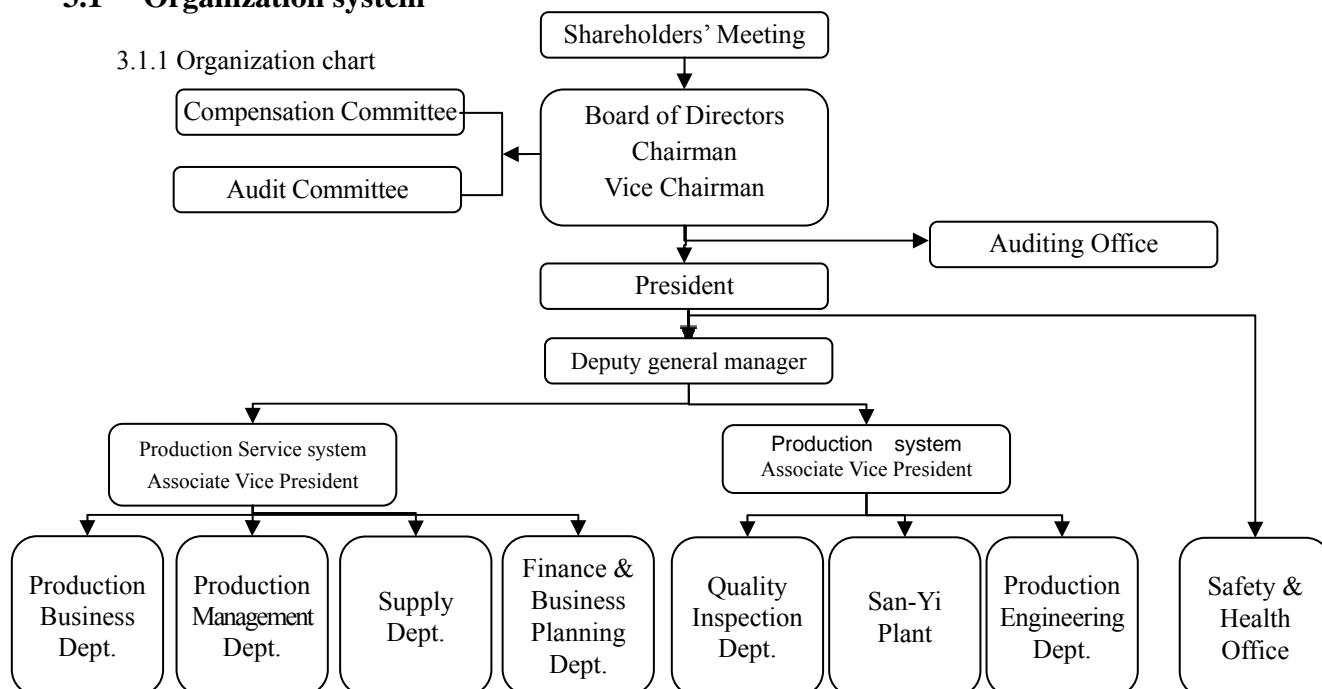 3.1 Organization system
Shareholders’ Meeting
3.1.1 Organization chart
Compensation Committee
Board of Directors
Chairman
Vice Chairman
Audit Committee
Auditing Office
President
Deputy general manager
Production Service system
Associate Vice President
Production system
Associate Vice President
Production
Business
Dept.
Production
Management
Dept.
Supply
Dept.
Finance &
Business
Planning
Dept.
Quality
Inspection
Dept.
San-Yi
Plant
Production
Engineering
Dept.
Safety &
Health
Office